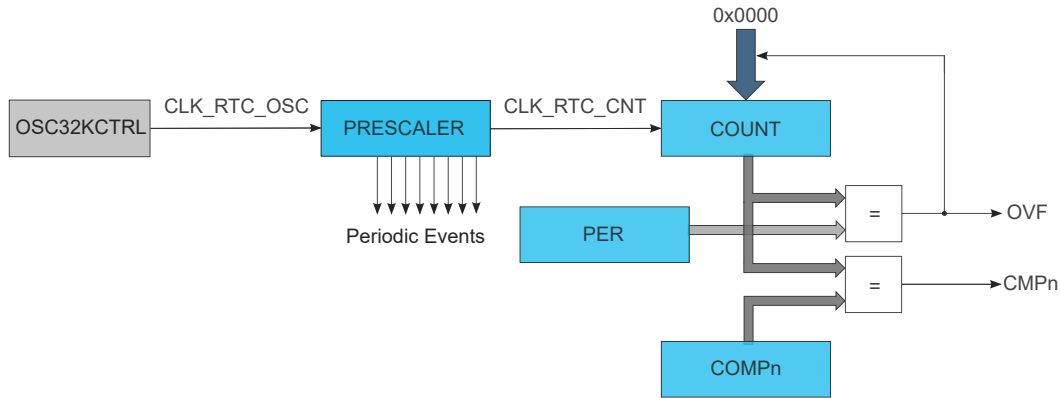 0x0000
OSC32KCTRL
CLK_RTC_OSC
PRESCALER
CLK_RTC_CNT
COUNT
Periodic Events
PER
=
OVF
=
CMPn
COMPn